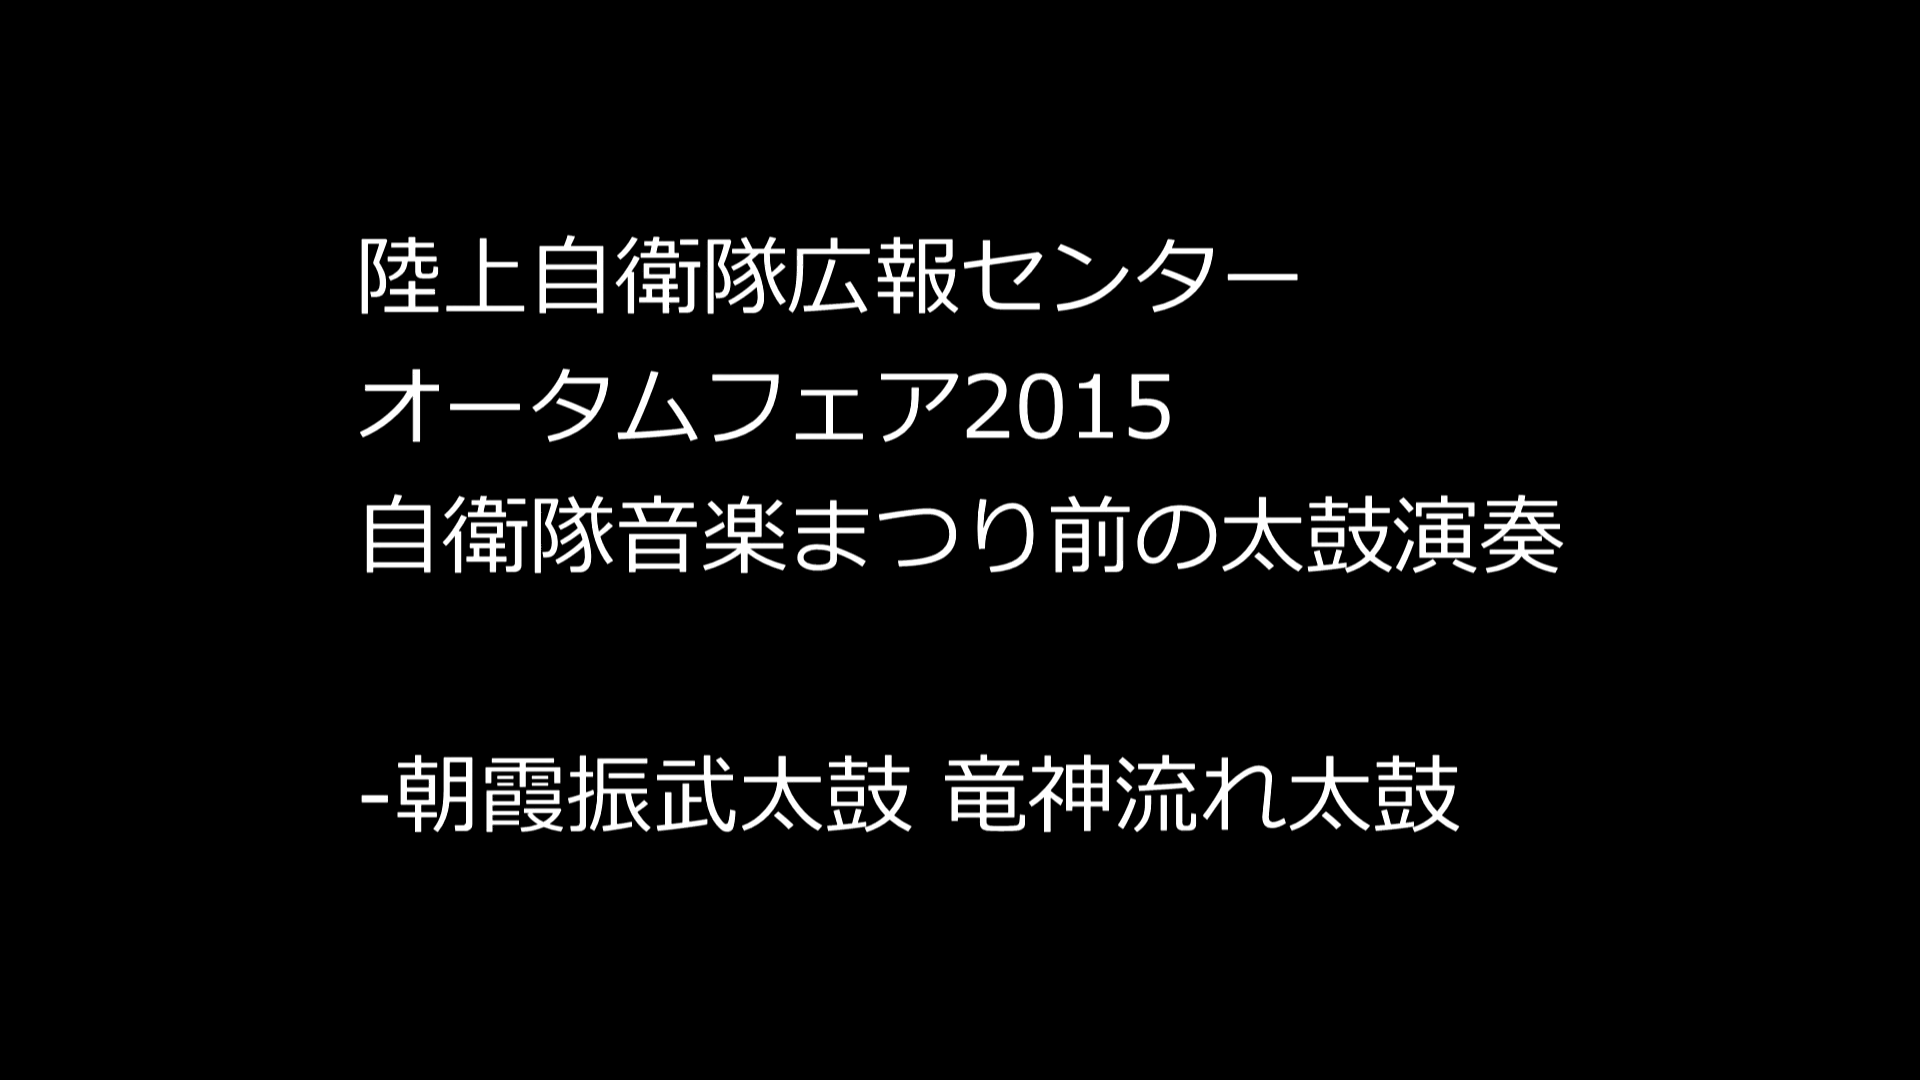 陸上自衛隊広報センター
オータムフェア2015
自衛隊音楽まつり前の太鼓演奏
-朝霞振武太鼓 竜神流れ太鼓